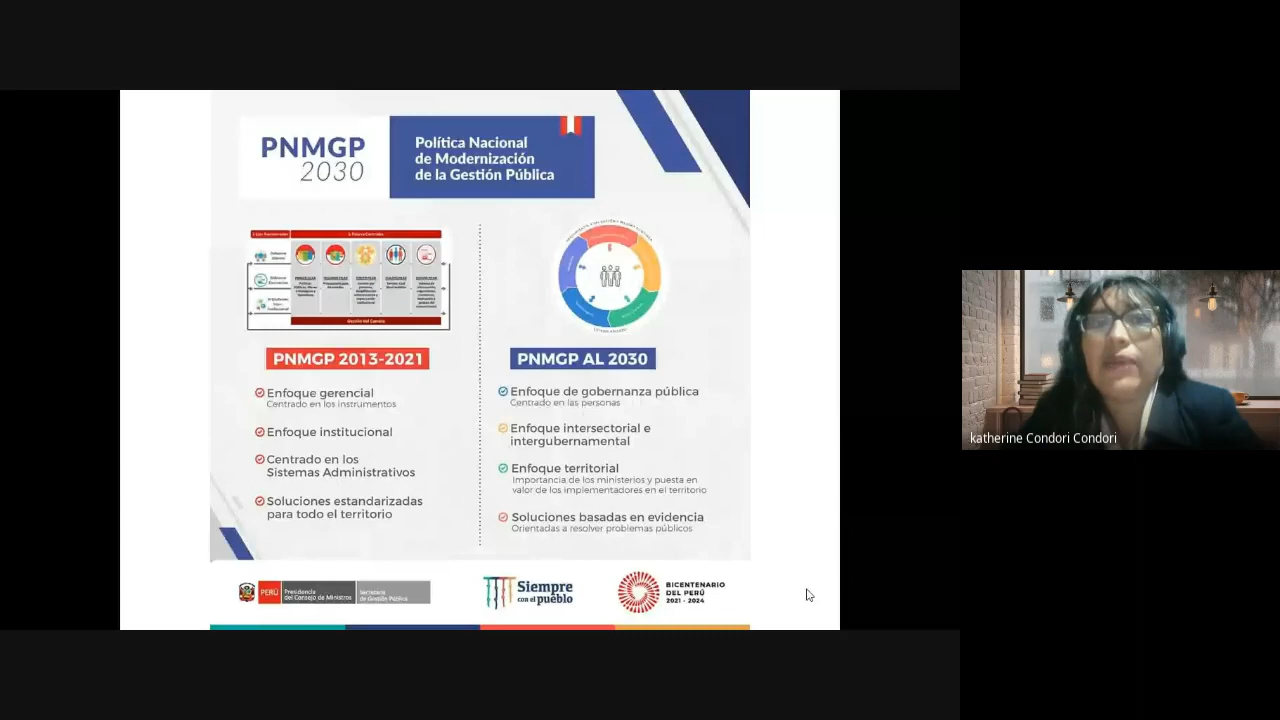 PNMGP
2030
Política Nacional
de Modernización
de la Gestión Pública
PNMGP 2013-2021
Enfoque gerencial
Centrado en los instrumentos
Enfoque institucional
Centrado en los
Sistemas Administrativos
Soluciones estandarizadas
para todo el territorio
PNMGP AL 2030
Enfoque de gobernanza pública
Centrado en las personas
Enfoque intersectorial e
intergubernamental
Enfoque territorial
Importancia de los ministerios y puesta en
valor de los implementadores en el territorio
Soluciones basadas en evidencia
Orientadas a resolver problemas públicos
PERÚ
Presidencia
del Consejo de Ministros
Secretaría
de Gestión Pública
Siempre
con el pueblo
BICENTENARIO
DEL PERÚ
2021 - 2024
katherine Condori Condori